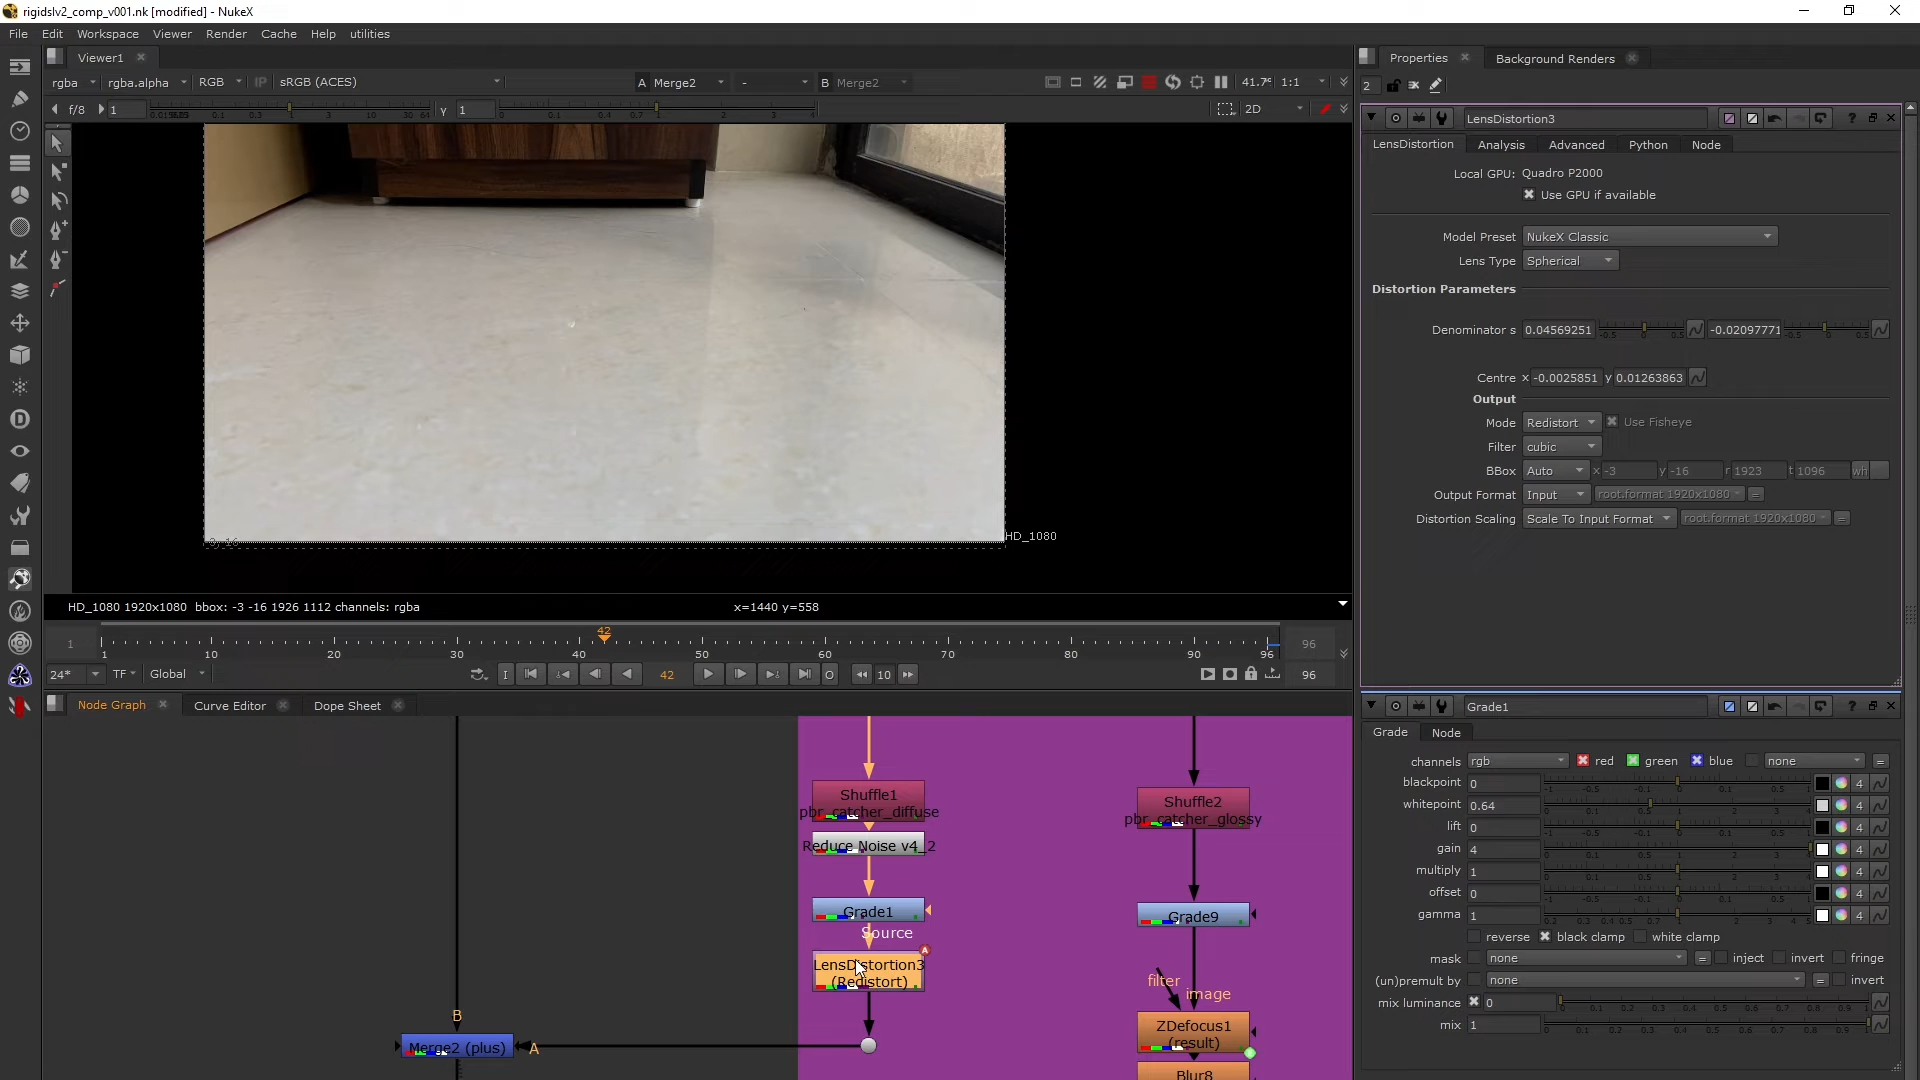 rigidslv2_comp_v001.nk [modified] - NukeX
File Edit Workspace Viewer Render Cache Help utilities
Viewer1
rgba rgba.alpha RGB IP sRGB (ACES) A Merge2 - B Merge2 1:1
f/8 1 γ 1 2D
HD_1080
HD_1080 1920x1080 bbox: -3 -16 1926 1112 channels: rgba x=1440 y=558
42
1 1 10 20 30 40 50 60 70 80 90 96 96
24* TF Global I 42 O 10 96
Node Graph Curve Editor Dope Sheet
Shuffle1
pbr_catcher_diffuse
Reduce Noise v4_2
Grade1
Source
LensDistortion3
(Redistort)
B
Merge2 (plus) A
Shuffle2
pbr_catcher_glossy
Grade9
filter
image
ZDefocus1
(result)
Blur8
Properties Background Renders
2
LensDistortion3
LensDistortion Analysis Advanced Python Node
Local GPU: Quadro P2000
Use GPU if available
Model Preset NukeX Classic
Lens Type Spherical
Distortion Parameters
Denominator s 0.04569251 -0.02097771
Centre x -0.0025851 y 0.01263863
Output
Mode Redistort Use Fisheye
Filter cubic
BBox Auto x -3 y -16 r 1923 t 1096
Output Format Input root.format 1920x1080 =
Distortion Scaling Scale To Input Format root.format 1920x1080 =
Grade1
Grade Node
channels rgb red green blue none =
blackpoint 0 4
whitepoint 0.64 4
lift 0 4
gain 4 4
multiply 1 4
offset 0 4
gamma 1 4
reverse black clamp white clamp
mask none = inject invert fringe
(un)premult by none = invert
mix luminance 0
mix 1